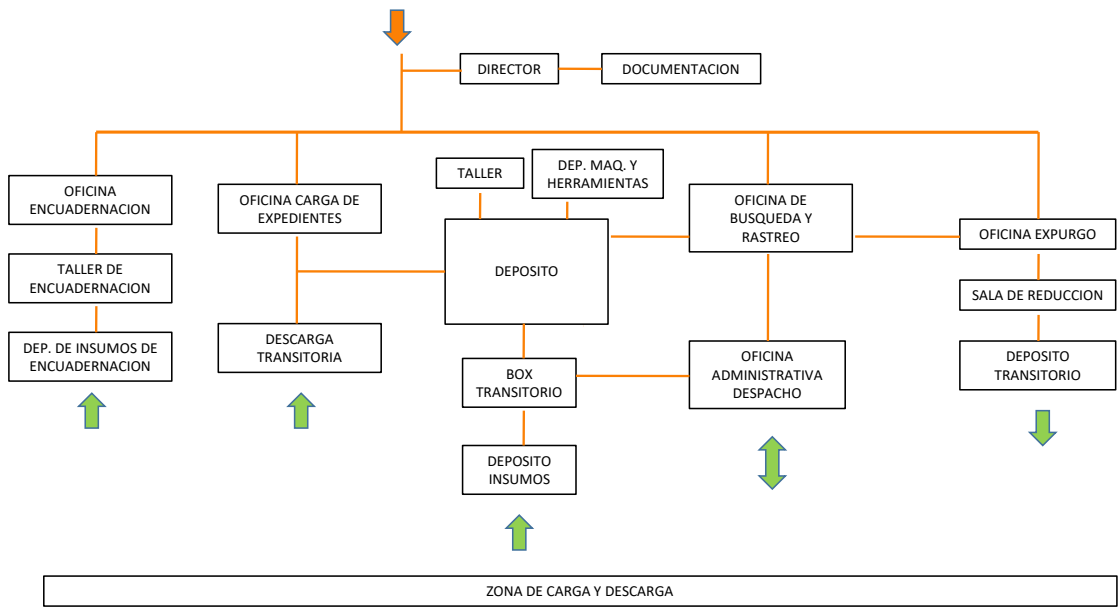 DIRECTOR
DOCUMENTACION
TALLER
DEP. MAQ. Y
HERRAMIENTAS
OFICINA
ENCUADERNACION
OFICINA CARGA DE
EXPEDIENTES
OFICINA DE
BUSQUEDA Y
RASTREO
OFICINA EXPURGO
TALLER DE
ENCUADERNACION
DEPOSITO
SALA DE REDUCCION
DEP. DE INSUMOS DE
ENCUADERNACION
DESCARGA
TRANSITORIA
BOX
TRANSITORIO
OFICINA
ADMINISTRATIVA
DESPACHO
DEPOSITO
TRANSITORIO
DEPOSITO
INSUMOS
ZONA DE CARGA Y DESCARGA